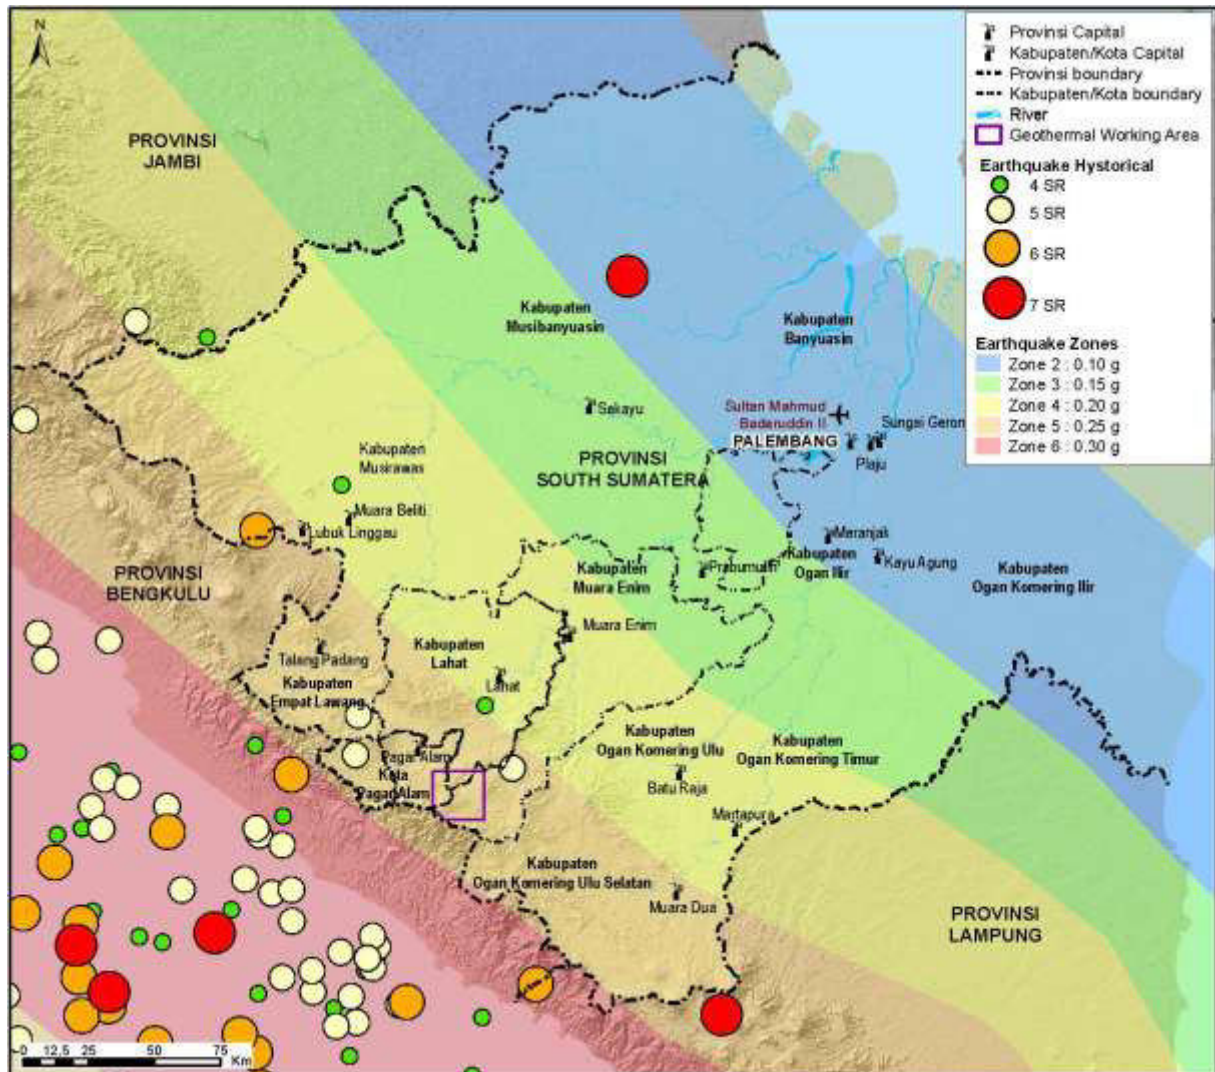 N
Provinsi Capital
Kabupaten/Kota Capital
Provinsi boundary
Kabupaten/Kota boundary
River
Geothermal Working Area
Earthquake Hystorical
4 SR
5 SR
6 SR
7 SR
Earthquake Zones
Zone 2 : 0.10 g
Zone 3 : 0.15 g
Zone 4 : 0.20 g
Zone 5 : 0.25 g
Zone 6 : 0.30 g
PROVINSI
JAMBI
Kabupaten
Musibanyuasin
Kabupaten
Banyuasin
Sekayu
Sultan Mahmud
Badaruddin II
PALEMBANG
Sungai Gerong
Plaju
Kabupaten
Musirawas
PROVINSI
SOUTH SUMATERA
Muara Beliti
Lubuk Linggau
Meranjak
Kabupaten
Ogan Ilir
Kayu Agung
Kabupaten
Ogan Komering Ilir
PROVINSI
BENGKULU
Kabupaten
Muara Enim
Prabumulih
Muara Enim
Kabupaten
Lahat
Lahat
Talang Padang
Kabupaten
Empat Lawang
Kabupaten
Ogan Komering Ulu
Kabupaten
Ogan Komering Timur
Pagar Alam
Kota
Pagar Alam
Batu Raja
Martapura
Kabupaten
Ogan Komering Ulu Selatan
Muara Dua
PROVINSI
LAMPUNG
0 12,5 25 50 75
Km